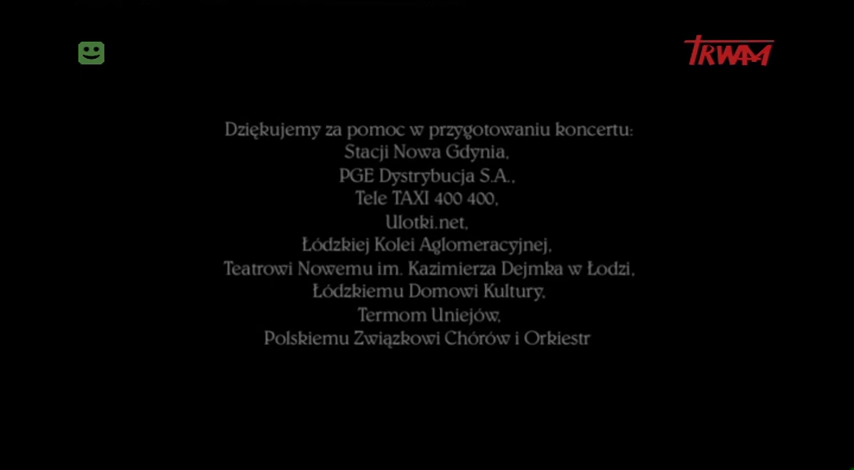 TRWAM
Dziękujemy za pomoc w przygotowaniu koncertu:
Stacji Nowa Gdynia,
PGE Dystrybucja S.A.,
Tele TAXI 400 400,
Ulotki.net,
Łódzkiej Kolei Aglomeracyjnej,
Teatrowi Nowemu im. Kazimierza Dejmka w Łodzi,
Łódzkiemu Domowi Kultury,
Termom Uniejów,
Polskiemu Związkowi Chórów i Orkiestr